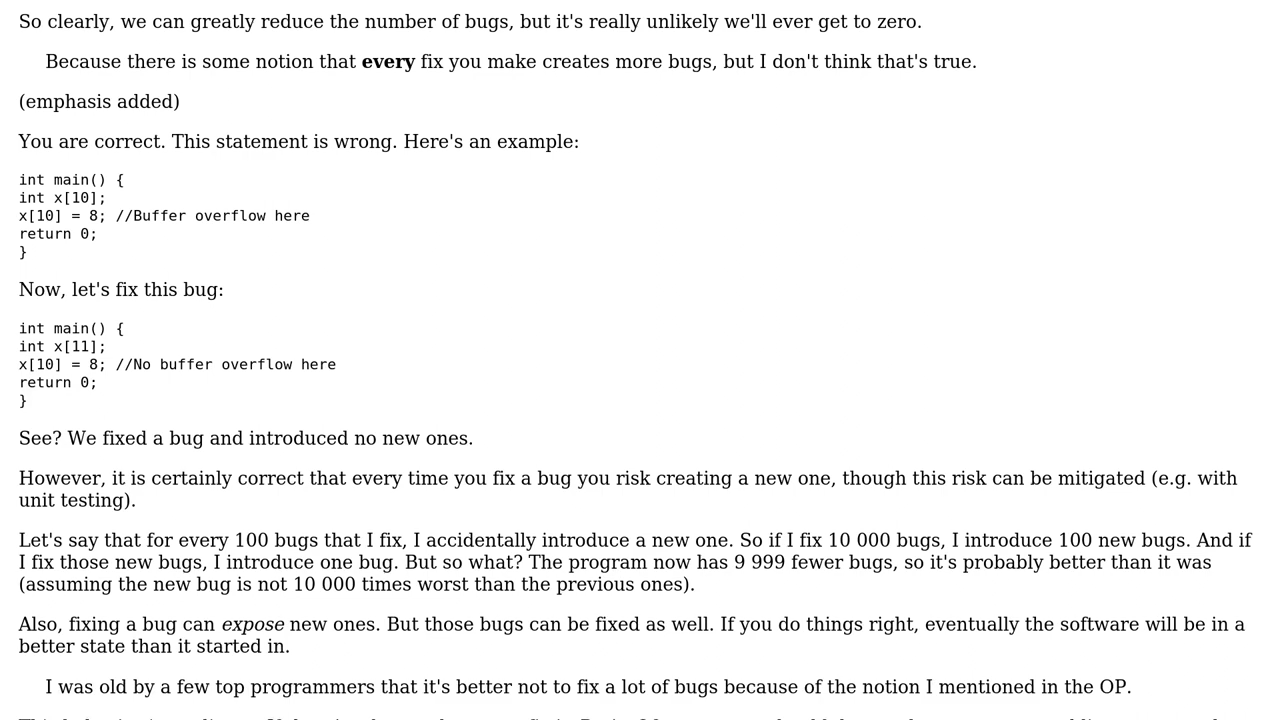 So clearly, we can greatly reduce the number of bugs, but it's really unlikely we'll ever get to zero.
Because there is some notion that every fix you make creates more bugs, but I don't think that's true.
(emphasis added)
You are correct. This statement is wrong. Here's an example:
int main() {
int x[10];
x[10] = 8; //Buffer overflow here
return 0;
}
Now, let's fix this bug:
int main() {
int x[11];
x[10] = 8; //No buffer overflow here
return 0;
}
See? We fixed a bug and introduced no new ones.
However, it is certainly correct that every time you fix a bug you risk creating a new one, though this risk can be mitigated (e.g. with
unit testing).
Let's say that for every 100 bugs that I fix, I accidentally introduce a new one. So if I fix 10 000 bugs, I introduce 100 new bugs. And if
I fix those new bugs, I introduce one bug. But so what? The program now has 9 999 fewer bugs, so it's probably better than it was
(assuming the new bug is not 10 000 times worst than the previous ones).
Also, fixing a bug can expose new ones. But those bugs can be fixed as well. If you do things right, eventually the software will be in a
better state than it started in.
I was old by a few top programmers that it's better not to fix a lot of bugs because of the notion I mentioned in the OP.